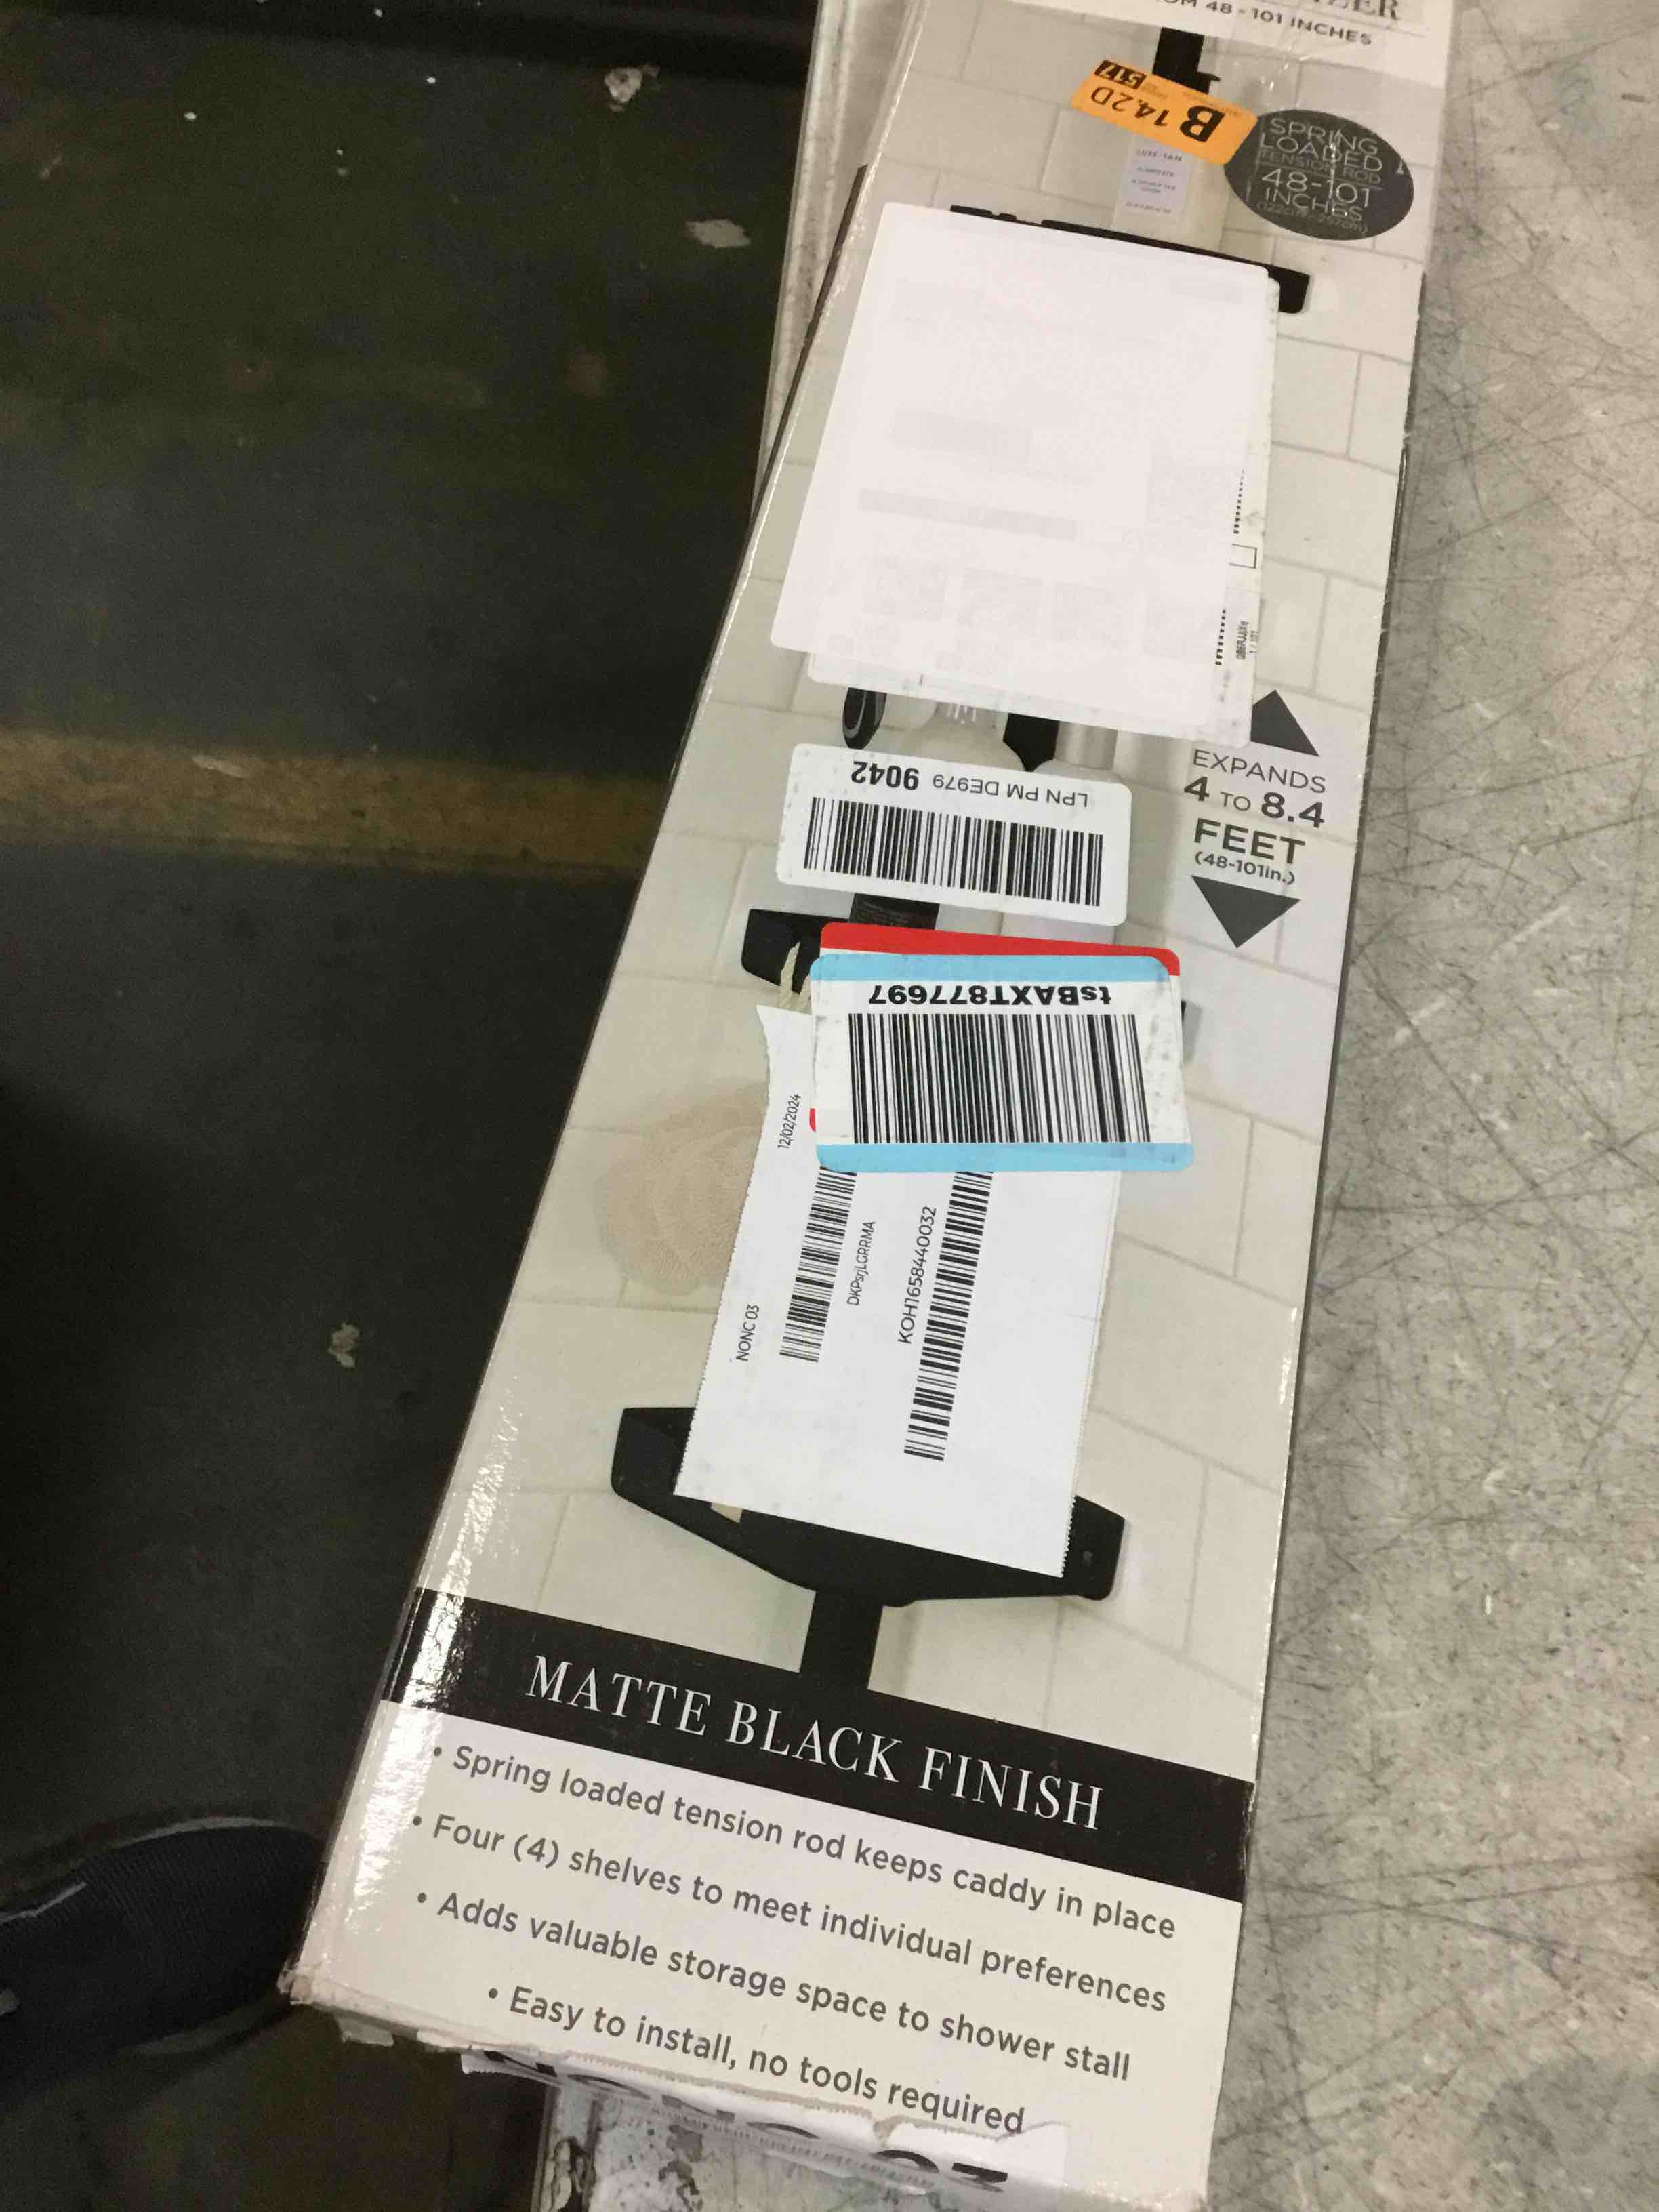 48 - 101 INCHES
B 14.2D
517
SPRING
LOADED
TENSION ROD
48-101
INCHES
EXPANDS
4 TO 8.4
FEET
(48-101in.)
LPN PM DE979 9042
tsBAXT877697
12/02/2024
NONC 03
DKPsrjLGRRMA
KOH1658440032
MATTE BLACK FINISH
• Spring loaded tension rod keeps caddy in place
• Four (4) shelves to meet individual preferences
• Adds valuable storage space to shower stall
• Easy to install, no tools required